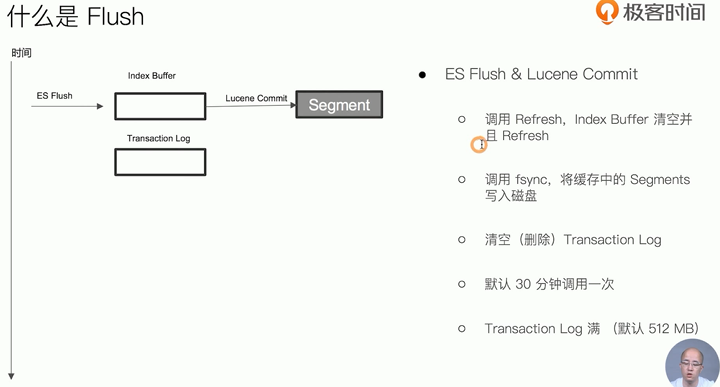 什么是 Flush
极客时间
时间
Index Buffer
ES Flush
Lucene Commit
Segment
Transaction Log
ES Flush & Lucene Commit
调用 Refresh，Index Buffer 清空并
且 Refresh
调用 fsync，将缓存中的 Segments
写入磁盘
清空（删除）Transaction Log
默认 30 分钟调用一次
Transaction Log 满 （默认 512 MB）